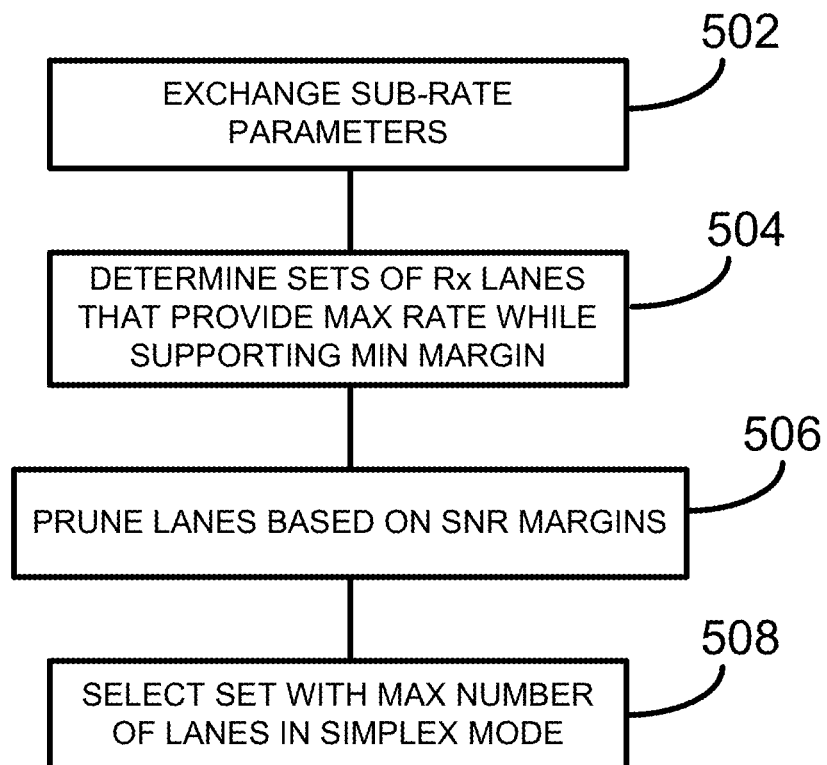 502
EXCHANGE SUB-RATE
PARAMETERS
504
DETERMINE SETS OF Rx LANES
THAT PROVIDE MAX RATE WHILE
SUPPORTING MIN MARGIN
506
PRUNE LANES BASED ON SNR MARGINS
508
SELECT SET WITH MAX NUMBER
OF LANES IN SIMPLEX MODE